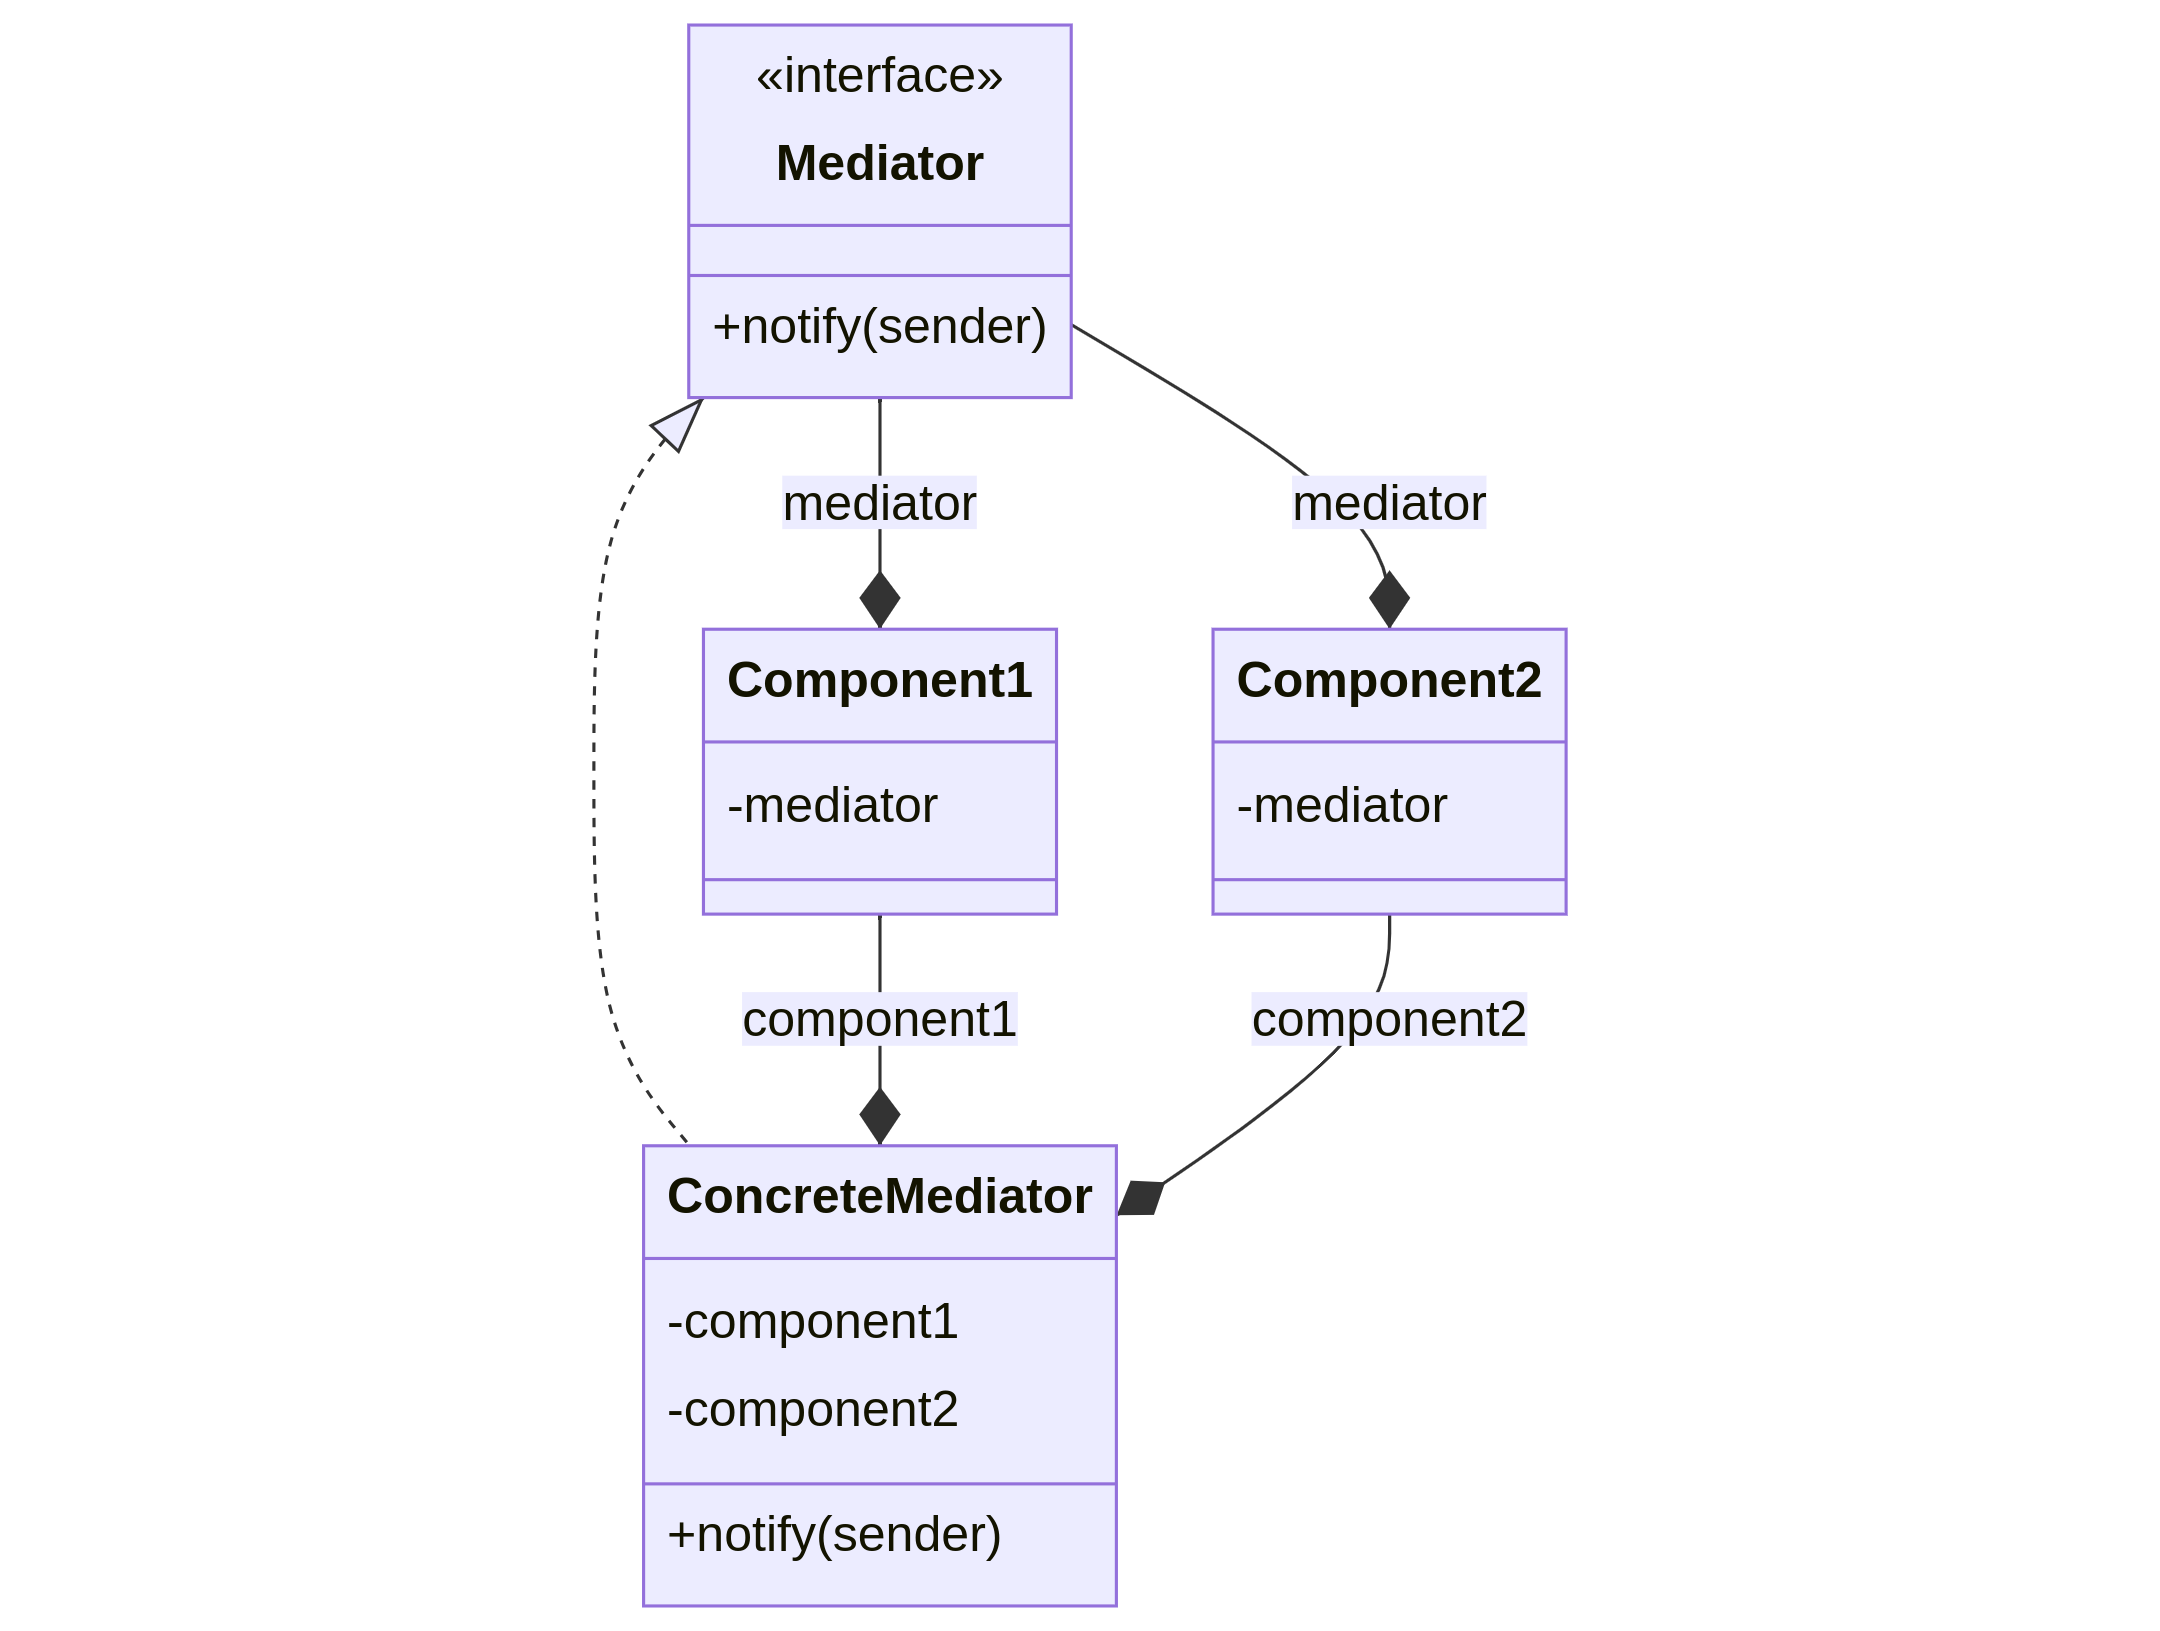 «interface»
Mediator
+notify(sender)
mediator
mediator
Component1
-mediator
Component2
-mediator
component1
component2
ConcreteMediator
-component1
-component2
+notify(sender)